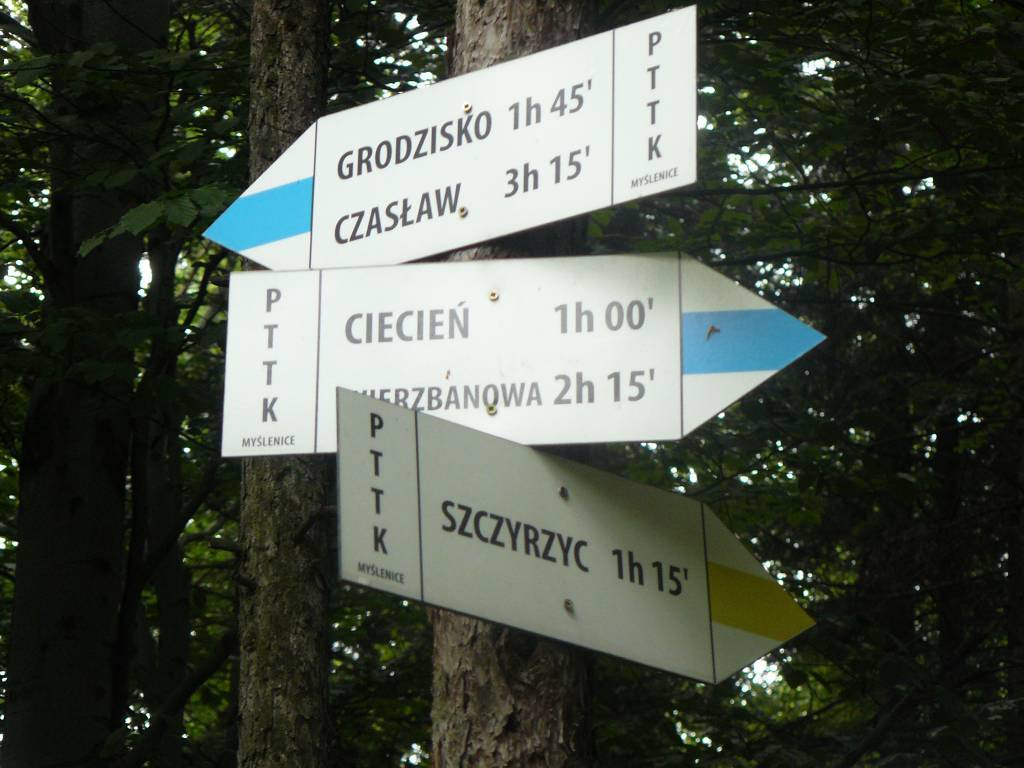 GRODZISKO 1h 45'
CZASŁAW 3h 15'
PTTK
MYŚLENICE
PTTK
MYŚLENICE
CIECIEŃ 1h 00'
2h 15'
PTTK
MYŚLENICE
SZCZYRZYC 1h 15'